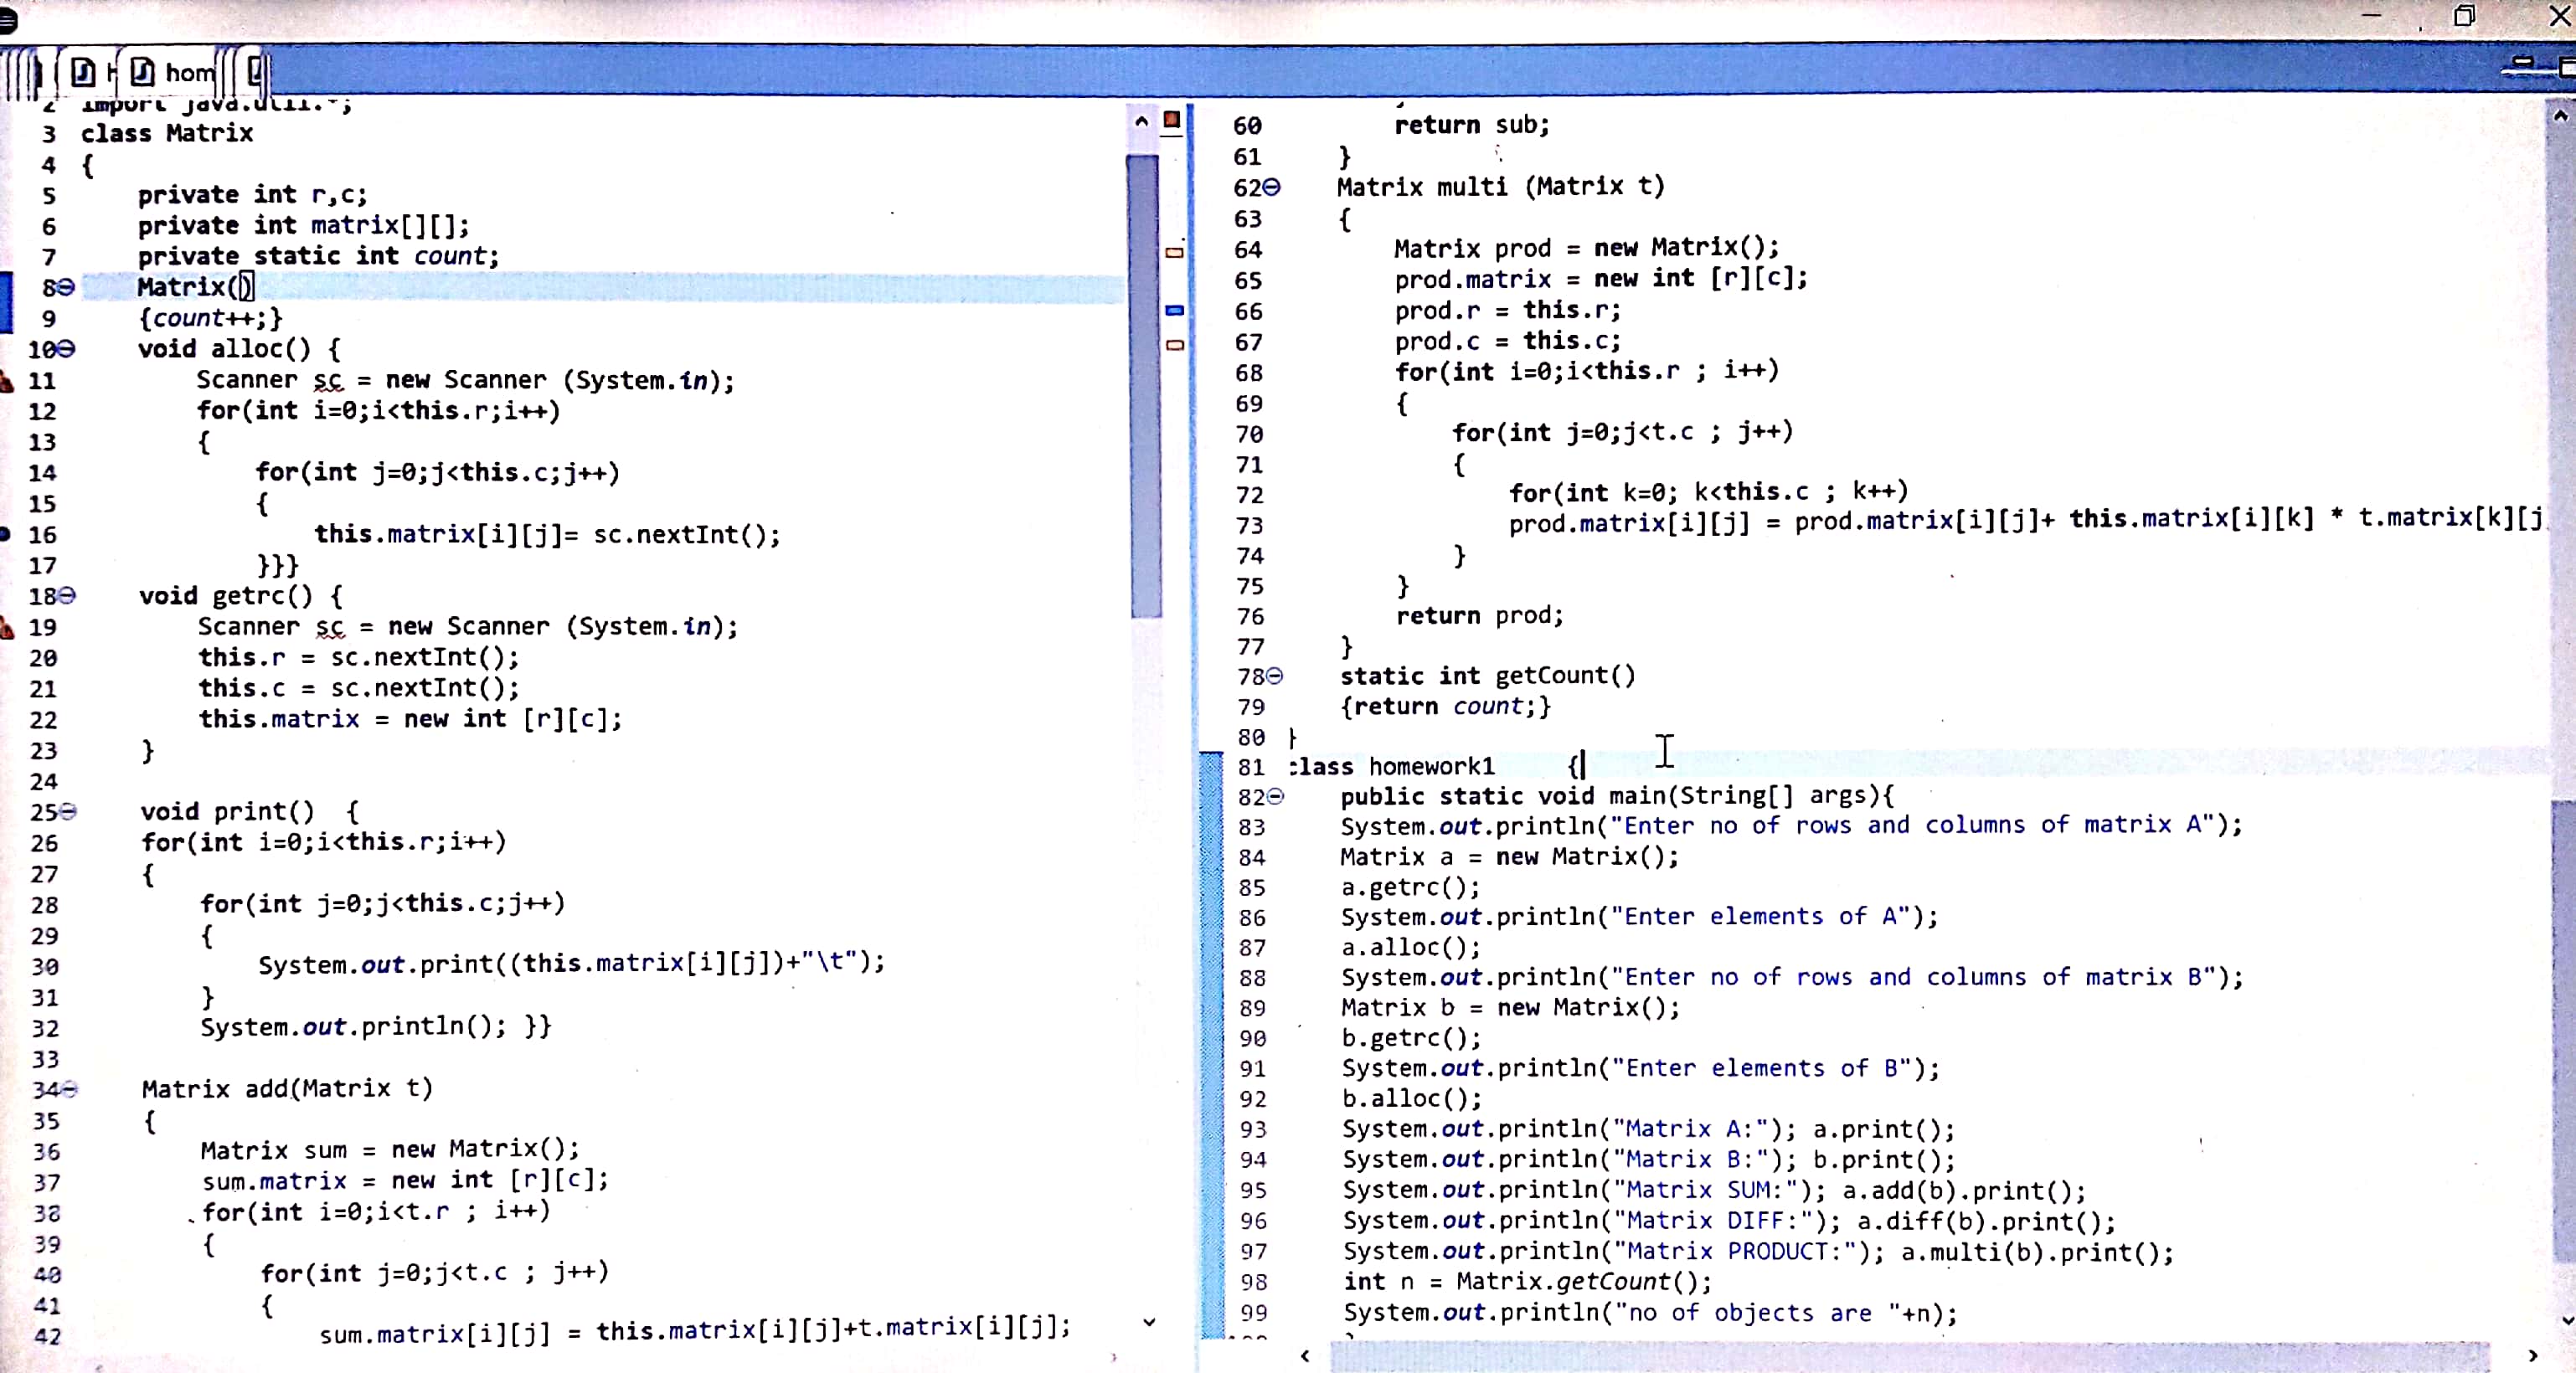 hom
2 import java.util.*;
3 class Matrix
4 {
5 private int r,c;
6 private int matrix[][];
7 private static int count;
8 Matrix()
9 {count++;}
10 void alloc() {
11 Scanner sc = new Scanner (System.in);
12 for(int i=0;i<this.r;i++)
13 {
14 for(int j=0;j<this.c;j++)
15 {
16 this.matrix[i][j]= sc.nextInt();
17 }}}
18 void getrc() {
19 Scanner sc = new Scanner (System.in);
20 this.r = sc.nextInt();
21 this.c = sc.nextInt();
22 this.matrix = new int [r][c];
23 }
24
25 void print() {
26 for(int i=0;i<this.r;i++)
27 {
28 for(int j=0;j<this.c;j++)
29 {
30 System.out.print((this.matrix[i][j])+"\t");
31 }
32 System.out.println(); }}
33
34 Matrix add(Matrix t)
35 {
36 Matrix sum = new Matrix();
37 sum.matrix = new int [r][c];
38 for(int i=0;i<t.r ; i++)
39 {
40 for(int j=0;j<t.c ; j++)
41 {
42 sum.matrix[i][j] = this.matrix[i][j]+t.matrix[i][j];
60 return sub;
61 }
62 Matrix multi (Matrix t)
63 {
64 Matrix prod = new Matrix();
65 prod.matrix = new int [r][c];
66 prod.r = this.r;
67 prod.c = this.c;
68 for(int i=0;i<this.r ; i++)
69 {
70 for(int j=0;j<t.c ; j++)
71 {
72 for(int k=0; k<this.c ; k++)
73 prod.matrix[i][j] = prod.matrix[i][j]+ this.matrix[i][k] * t.matrix[k][j
74 }
75 }
76 return prod;
77 }
78 static int getCount()
79 {return count;}
80 }
81 class homework1 {
82 public static void main(String[] args){
83 System.out.println("Enter no of rows and columns of matrix A");
84 Matrix a = new Matrix();
85 a.getrc();
86 System.out.println("Enter elements of A");
87 a.alloc();
88 System.out.println("Enter no of rows and columns of matrix B");
89 Matrix b = new Matrix();
90 b.getrc();
91 System.out.println("Enter elements of B");
92 b.alloc();
93 System.out.println("Matrix A:"); a.print();
94 System.out.println("Matrix B:"); b.print();
95 System.out.println("Matrix SUM:"); a.add(b).print();
96 System.out.println("Matrix DIFF:"); a.diff(b).print();
97 System.out.println("Matrix PRODUCT:"); a.multi(b).print();
98 int n = Matrix.getCount();
99 System.out.println("no of objects are "+n);